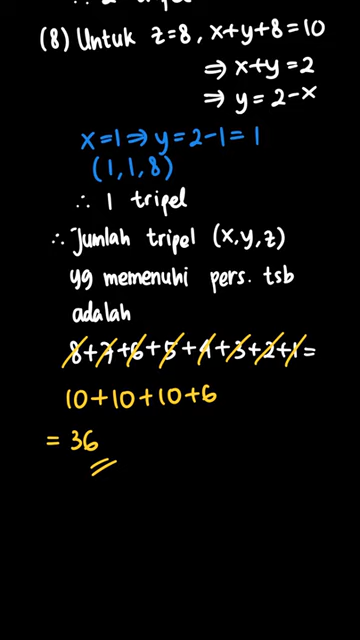 (8) Untuk z=8, x+y+8=10
⇒ x+y=2
⇒ y=2-x
x=1 ⇒ y=2-1=1
(1,1,8)
∴ 1 tripel
∴ Jumlah tripel (x,y,z)
yg memenuhi pers. tsb
adalah
8+7+6+5+4+3+2+1=
10+10+10+6
= 36